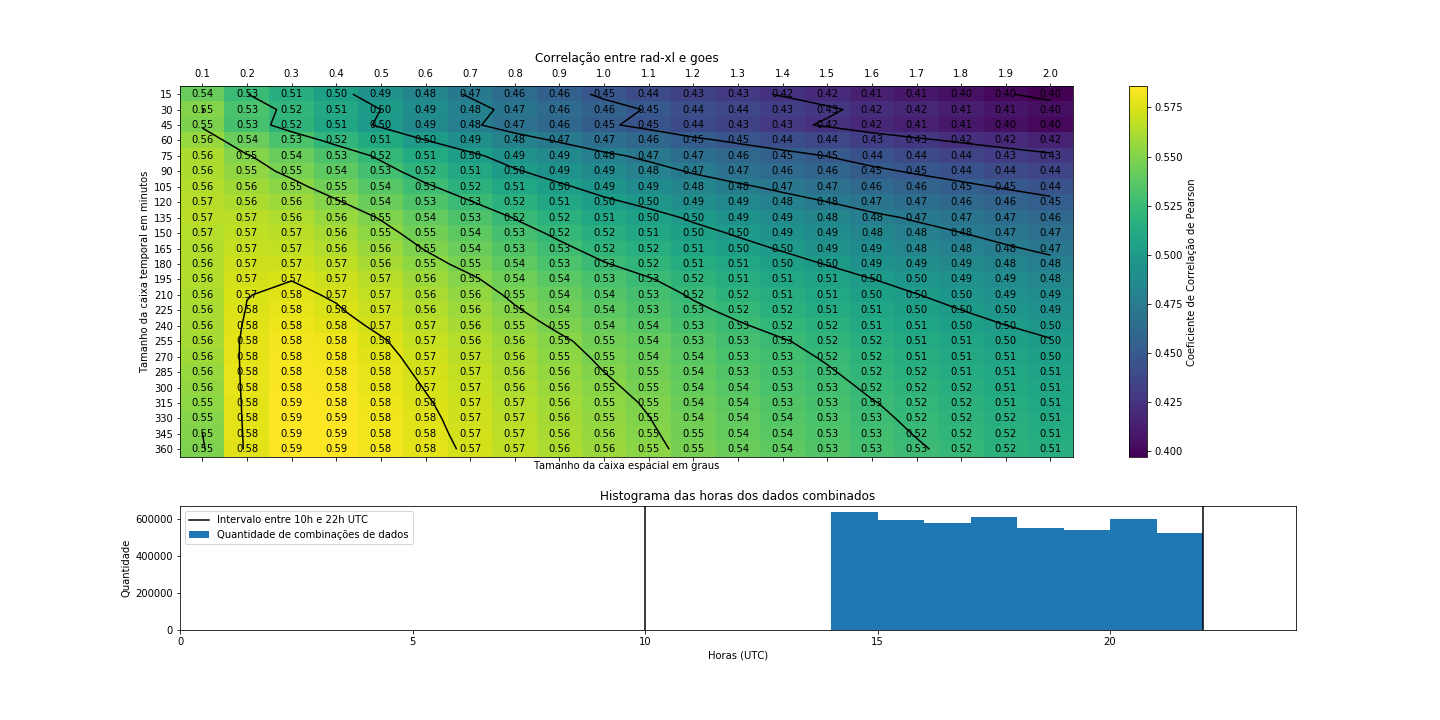 Correlação entre rad-xl e goes
0.1 0.2 0.3 0.4 0.5 0.6 0.7 0.8 0.9 1.0 1.1 1.2 1.3 1.4 1.5 1.6 1.7 1.8 1.9 2.0
15 0.54 0.53 0.51 0.50 0.49 0.48 0.47 0.46 0.46 0.45 0.44 0.43 0.43 0.42 0.42 0.41 0.41 0.40 0.40 0.40
30 0.55 0.53 0.52 0.51 0.50 0.49 0.48 0.47 0.46 0.46 0.45 0.44 0.44 0.43 0.43 0.42 0.42 0.41 0.41 0.40
45 0.55 0.53 0.52 0.51 0.50 0.49 0.48 0.47 0.46 0.45 0.45 0.44 0.43 0.43 0.42 0.42 0.41 0.41 0.40 0.40
60 0.56 0.54 0.53 0.52 0.51 0.50 0.49 0.48 0.47 0.47 0.46 0.45 0.45 0.44 0.44 0.43 0.43 0.42 0.42 0.42
75 0.56 0.55 0.54 0.53 0.52 0.51 0.50 0.49 0.49 0.48 0.47 0.47 0.46 0.45 0.45 0.44 0.44 0.44 0.43 0.43
90 0.56 0.55 0.55 0.54 0.53 0.52 0.51 0.50 0.49 0.49 0.48 0.47 0.47 0.46 0.46 0.45 0.45 0.44 0.44 0.44
105 0.56 0.56 0.55 0.55 0.54 0.53 0.52 0.51 0.50 0.49 0.49 0.48 0.48 0.47 0.47 0.46 0.46 0.45 0.45 0.44
120 0.57 0.56 0.56 0.55 0.54 0.53 0.53 0.52 0.51 0.50 0.50 0.49 0.49 0.48 0.48 0.47 0.47 0.46 0.46 0.45
135 0.57 0.57 0.56 0.56 0.55 0.54 0.53 0.52 0.52 0.51 0.50 0.50 0.49 0.49 0.48 0.48 0.47 0.47 0.47 0.46
150 0.57 0.57 0.57 0.56 0.55 0.55 0.54 0.53 0.52 0.52 0.51 0.50 0.50 0.49 0.49 0.48 0.48 0.48 0.47 0.47
165 0.56 0.57 0.57 0.56 0.56 0.55 0.54 0.53 0.53 0.52 0.52 0.51 0.50 0.50 0.49 0.49 0.48 0.48 0.48 0.47
180 0.56 0.57 0.57 0.57 0.56 0.55 0.55 0.54 0.53 0.53 0.52 0.51 0.51 0.50 0.50 0.49 0.49 0.49 0.48 0.48
195 0.56 0.57 0.57 0.57 0.56 0.56 0.55 0.54 0.54 0.53 0.53 0.52 0.51 0.51 0.51 0.50 0.50 0.49 0.49 0.48
210 0.56 0.57 0.58 0.57 0.57 0.56 0.56 0.55 0.54 0.54 0.53 0.52 0.52 0.51 0.51 0.50 0.50 0.50 0.49 0.49
225 0.56 0.58 0.58 0.58 0.57 0.56 0.56 0.55 0.54 0.54 0.53 0.53 0.52 0.52 0.51 0.51 0.50 0.50 0.50 0.49
240 0.56 0.58 0.58 0.58 0.57 0.57 0.56 0.55 0.55 0.54 0.54 0.53 0.53 0.52 0.52 0.51 0.51 0.50 0.50 0.50
255 0.56 0.58 0.58 0.58 0.58 0.57 0.56 0.56 0.55 0.55 0.54 0.53 0.53 0.53 0.52 0.52 0.51 0.51 0.50 0.50
270 0.56 0.58 0.58 0.58 0.57 0.57 0.56 0.56 0.55 0.55 0.54 0.54 0.53 0.53 0.52 0.52 0.51 0.51 0.51 0.50
285 0.56 0.58 0.58 0.58 0.58 0.57 0.57 0.56 0.56 0.55 0.55 0.54 0.53 0.53 0.53 0.52 0.52 0.51 0.51 0.51
300 0.56 0.58 0.58 0.58 0.58 0.57 0.57 0.56 0.56 0.55 0.55 0.54 0.54 0.53 0.53 0.52 0.52 0.52 0.51 0.51
315 0.55 0.58 0.59 0.58 0.58 0.58 0.57 0.57 0.56 0.56 0.55 0.54 0.54 0.53 0.53 0.53 0.52 0.52 0.51 0.51
330 0.55 0.58 0.59 0.58 0.58 0.58 0.57 0.57 0.56 0.56 0.55 0.54 0.54 0.54 0.53 0.53 0.52 0.52 0.52 0.51
345 0.55 0.58 0.59 0.59 0.58 0.58 0.57 0.57 0.56 0.56 0.55 0.55 0.54 0.54 0.53 0.53 0.52 0.52 0.52 0.51
360 0.55 0.58 0.59 0.59 0.58 0.58 0.57 0.57 0.56 0.56 0.55 0.55 0.54 0.54 0.53 0.53 0.53 0.52 0.52 0.51
Tamanho da caixa temporal em minutos
Tamanho da caixa espacial em graus
0.575
0.550
0.525
0.500
0.475
0.450
0.425
0.400
Coeficiente de Correlação de Pearson
Histograma das horas dos dados combinados
Intervalo entre 10h e 22h UTC
Quantidade de combinações de dados
600000
400000
200000
0
Quantidade
0 5 10 15 20
Horas (UTC)